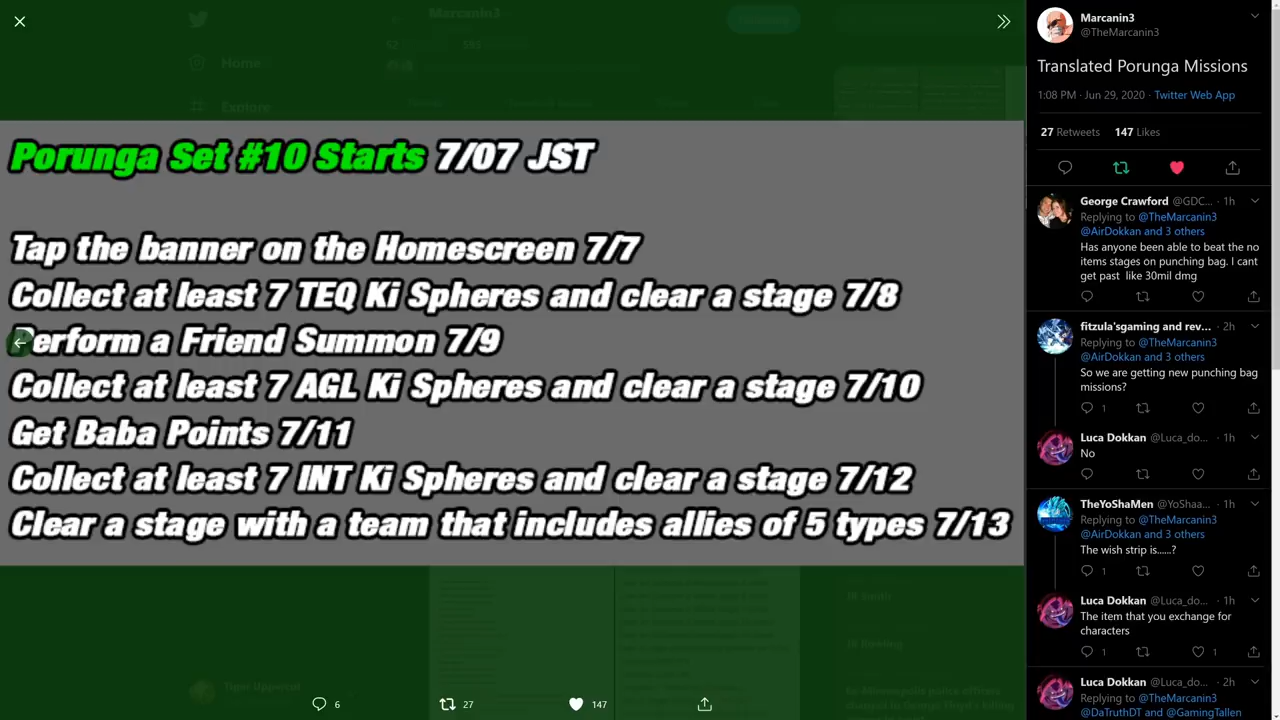 Marcanin3
Home
Explore
Porunga Set #10 Starts 7/07 JST
Tap the banner on the Homescreen 7/7
Collect at least 7 TEQ Ki Spheres and clear a stage 7/8
Perform a Friend Summon 7/9
Collect at least 7 AGL Ki Spheres and clear a stage 7/10
Get Baba Points 7/11
Collect at least 7 INT Ki Spheres and clear a stage 7/12
Clear a stage with a team that includes allies of 5 types 7/13
6
27
147
Marcanin3
@TheMarcanin3
Translated Porunga Missions
1:08 PM · Jun 29, 2020 · Twitter Web App
27 Retweets 147 Likes
George Crawford @GDC... · 1h
Replying to @TheMarcanin3
@AirDokkan and 3 others
Has anyone been able to beat the no
items stages on punching bag. I cant
get past like 30mil dmg
fitzula'sgaming and rev... · 2h
Replying to @TheMarcanin3
@AirDokkan and 3 others
So we are getting new punching bag
missions?
1
Luca Dokkan @Luca_do... · 1h
No
TheYoShaMen @YoShaa... · 1h
Replying to @TheMarcanin3
@AirDokkan and 3 others
The wish strip is......?
1
Luca Dokkan @Luca_do... · 1h
The item that you exchange for
characters
1 1
Luca Dokkan @Luca_do... · 2h
Replying to @TheMarcanin3
@DaTruthDT and @GamingTallen